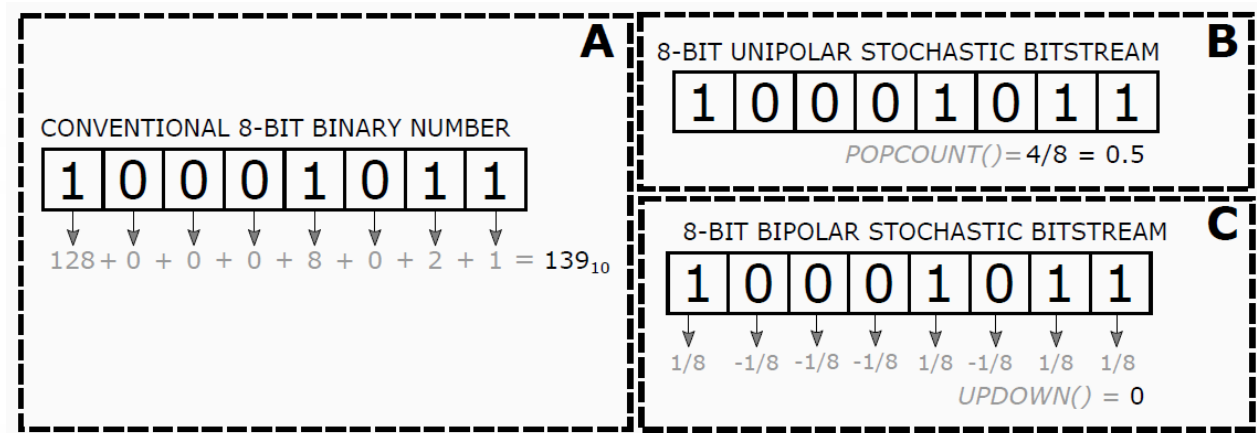 A
CONVENTIONAL 8-BIT BINARY NUMBER
1 0 0 0 1 0 1 1
128 + 0 + 0 + 0 + 8 + 0 + 2 + 1 = 139₁₀
B
8-BIT UNIPOLAR STOCHASTIC BITSTREAM
1 0 0 0 1 0 1 1
POPCOUNT() = 4/8 = 0.5
C
8-BIT BIPOLAR STOCHASTIC BITSTREAM
1 0 0 0 1 0 1 1
1/8 -1/8 -1/8 -1/8 1/8 -1/8 1/8 1/8
UPDOWN() = 0